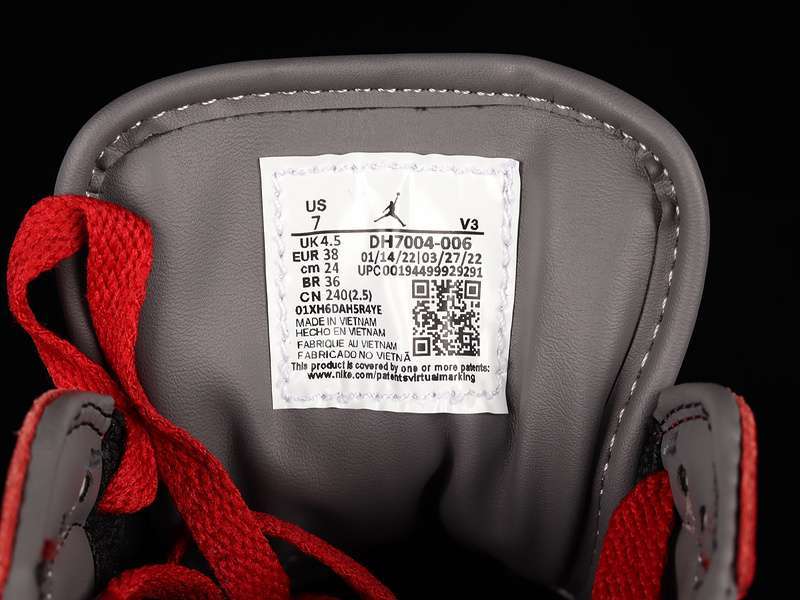 US
7
V3
UK 4.5
DH7004-006
EUR 38
01/14/22|03/27/22
cm 24
UPC 00194499929291
BR 36
CN 240(2.5)
01XH6DAH5R4YE
MADE IN VIETNAM
HECHO EN VIETNAM
FABRIQUE AU VIETNAM
FABRICADO NO VIETNÃ
This product is covered by one or more patents:
www.nike.com/patentsvirtualmarking